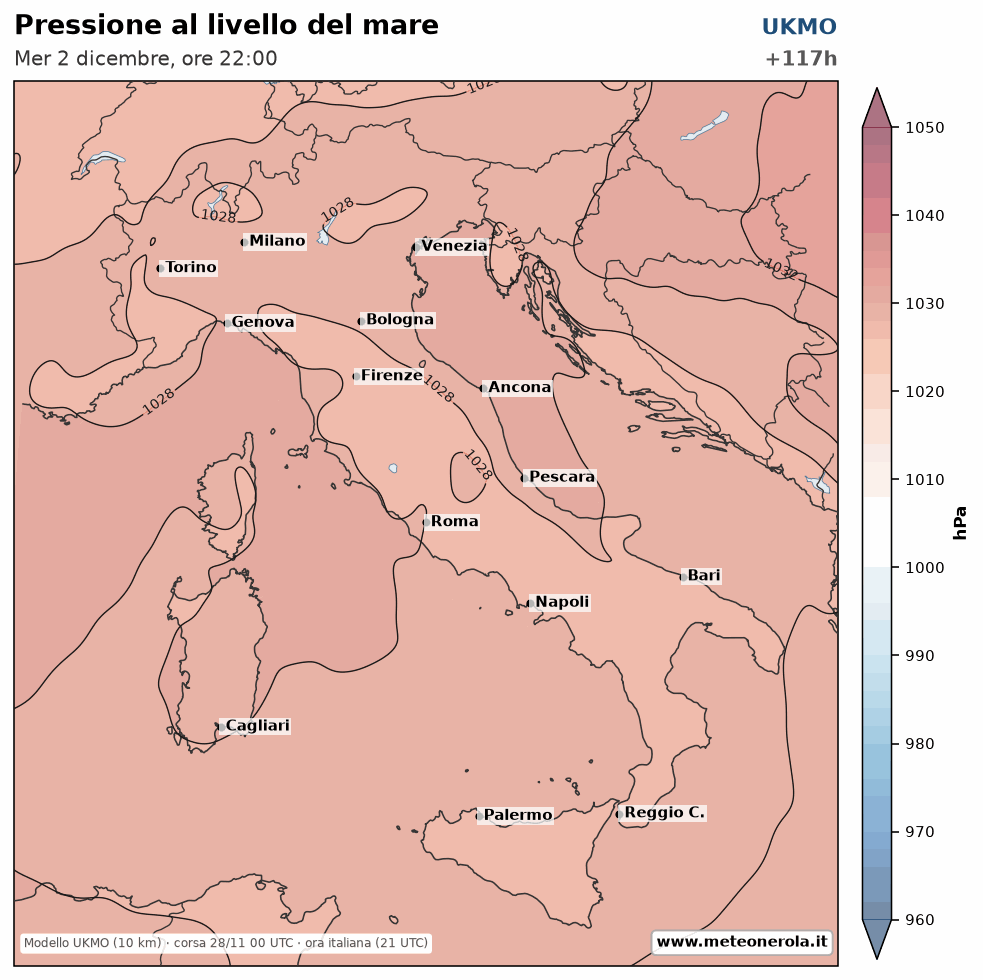 Pressione al livello del mare
UKMO
Mer 2 dicembre, ore 22:00
+117h
1028
1028
1028
1028
1032
Milano
Venezia
Torino
Genova
Bologna
Firenze
1028
Ancona
1028
1028
Pescara
Roma
Bari
Napoli
Cagliari
Palermo
Reggio C.
Modello UKMO (10 km) · corsa 28/11 00 UTC · ora italiana (21 UTC)
www.meteonerola.it
1050
1040
1030
1020
1010
1000
990
980
970
960
hPa